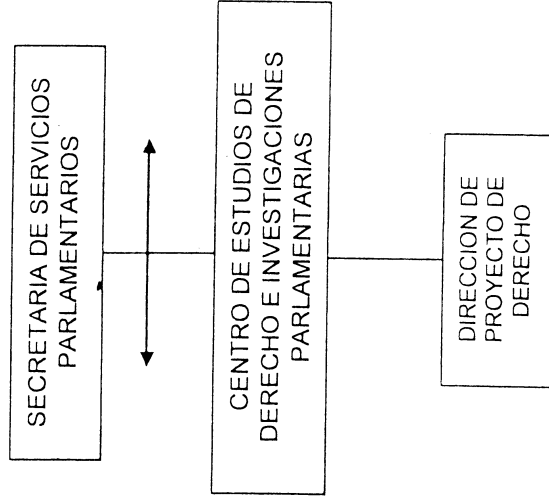 SECRETARIA DE SERVICIOS
PARLAMENTARIOS
CENTRO DE ESTUDIOS DE
DERECHO E INVESTIGACIONES
PARLAMENTARIAS
DIRECCION DE
PROYECTO DE
DERECHO